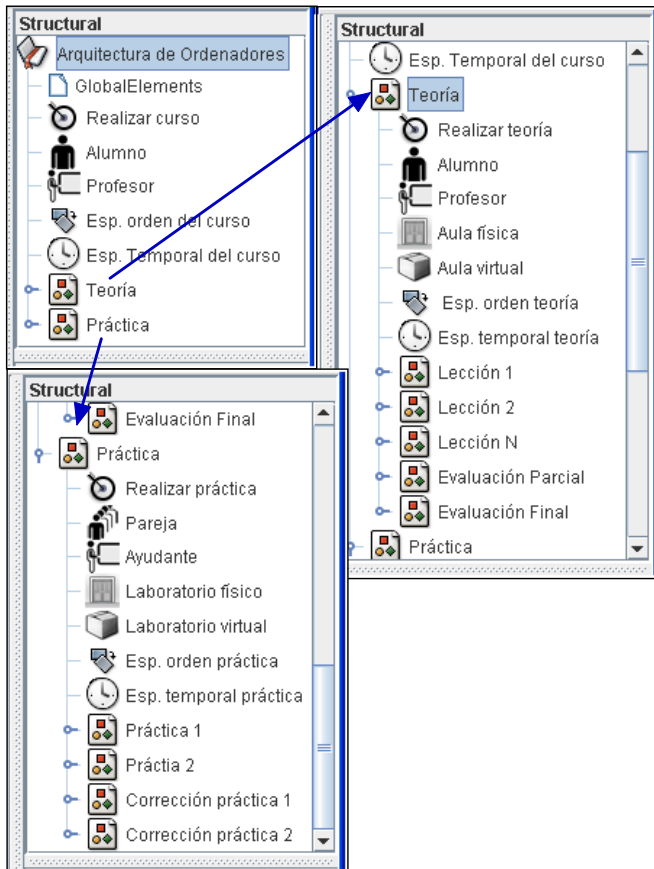 Structural
Arquitectura de Ordenadores
GlobalElements
Realizar curso
Alumno
Profesor
Esp. orden del curso
Esp. Temporal del curso
Teoría
Práctica
Structural
Esp. Temporal del curso
Teoría
Realizar teoría
Alumno
Profesor
Aula física
Aula virtual
Esp. orden teoría
Esp. temporal teoría
Lección 1
Lección 2
Lección N
Evaluación Parcial
Evaluación Final
Práctica
Structural
Evaluación Final
Práctica
Realizar práctica
Pareja
Ayudante
Laboratorio físico
Laboratorio virtual
Esp. orden práctica
Esp. temporal práctica
Práctica 1
Práctia 2
Corrección práctica 1
Corrección práctica 2